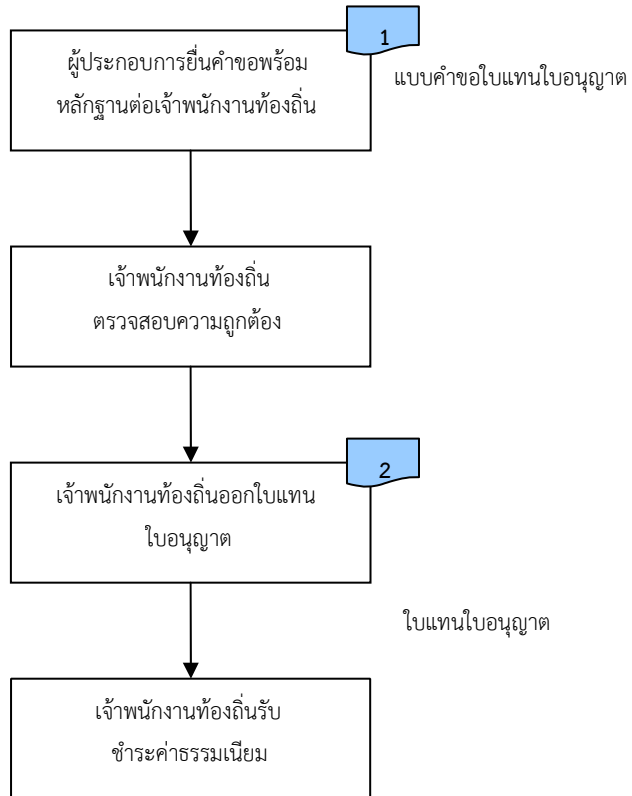 1
ผู้ประกอบการยื่นคำขอพร้อม
หลักฐานต่อเจ้าพนักงานท้องถิ่น
แบบคำขอใบแทนใบอนุญาต
เจ้าพนักงานท้องถิ่น
ตรวจสอบความถูกต้อง
2
เจ้าพนักงานท้องถิ่นออกใบแทน
ใบอนุญาต
ใบแทนใบอนุญาต
เจ้าพนักงานท้องถิ่นรับ
ชำระค่าธรรมเนียม